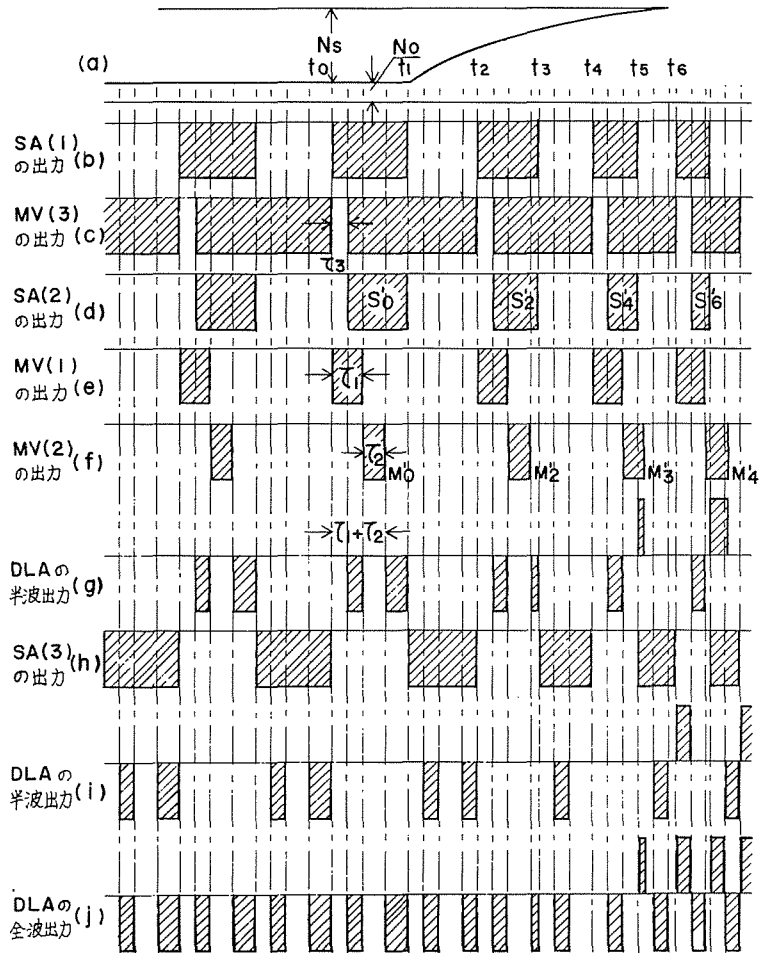 Ns No
(a) t0 t1 t2 t3 t4 t5 t6
SA(1)
の出力(b)
MV(3)
の出力(c)
τ3
SA(2)
の出力(d)
S'0 S'2 S'4 S'6
MV(1)
の出力(e)
τ1
MV(2)
の出力(f)
τ2 M'0 M'2 M'3 M'4
τ1+τ2
DLAの
半波出力(g)
SA(3)
の出力(h)
DLAの
半波出力(i)
DLAの
全波出力(j)